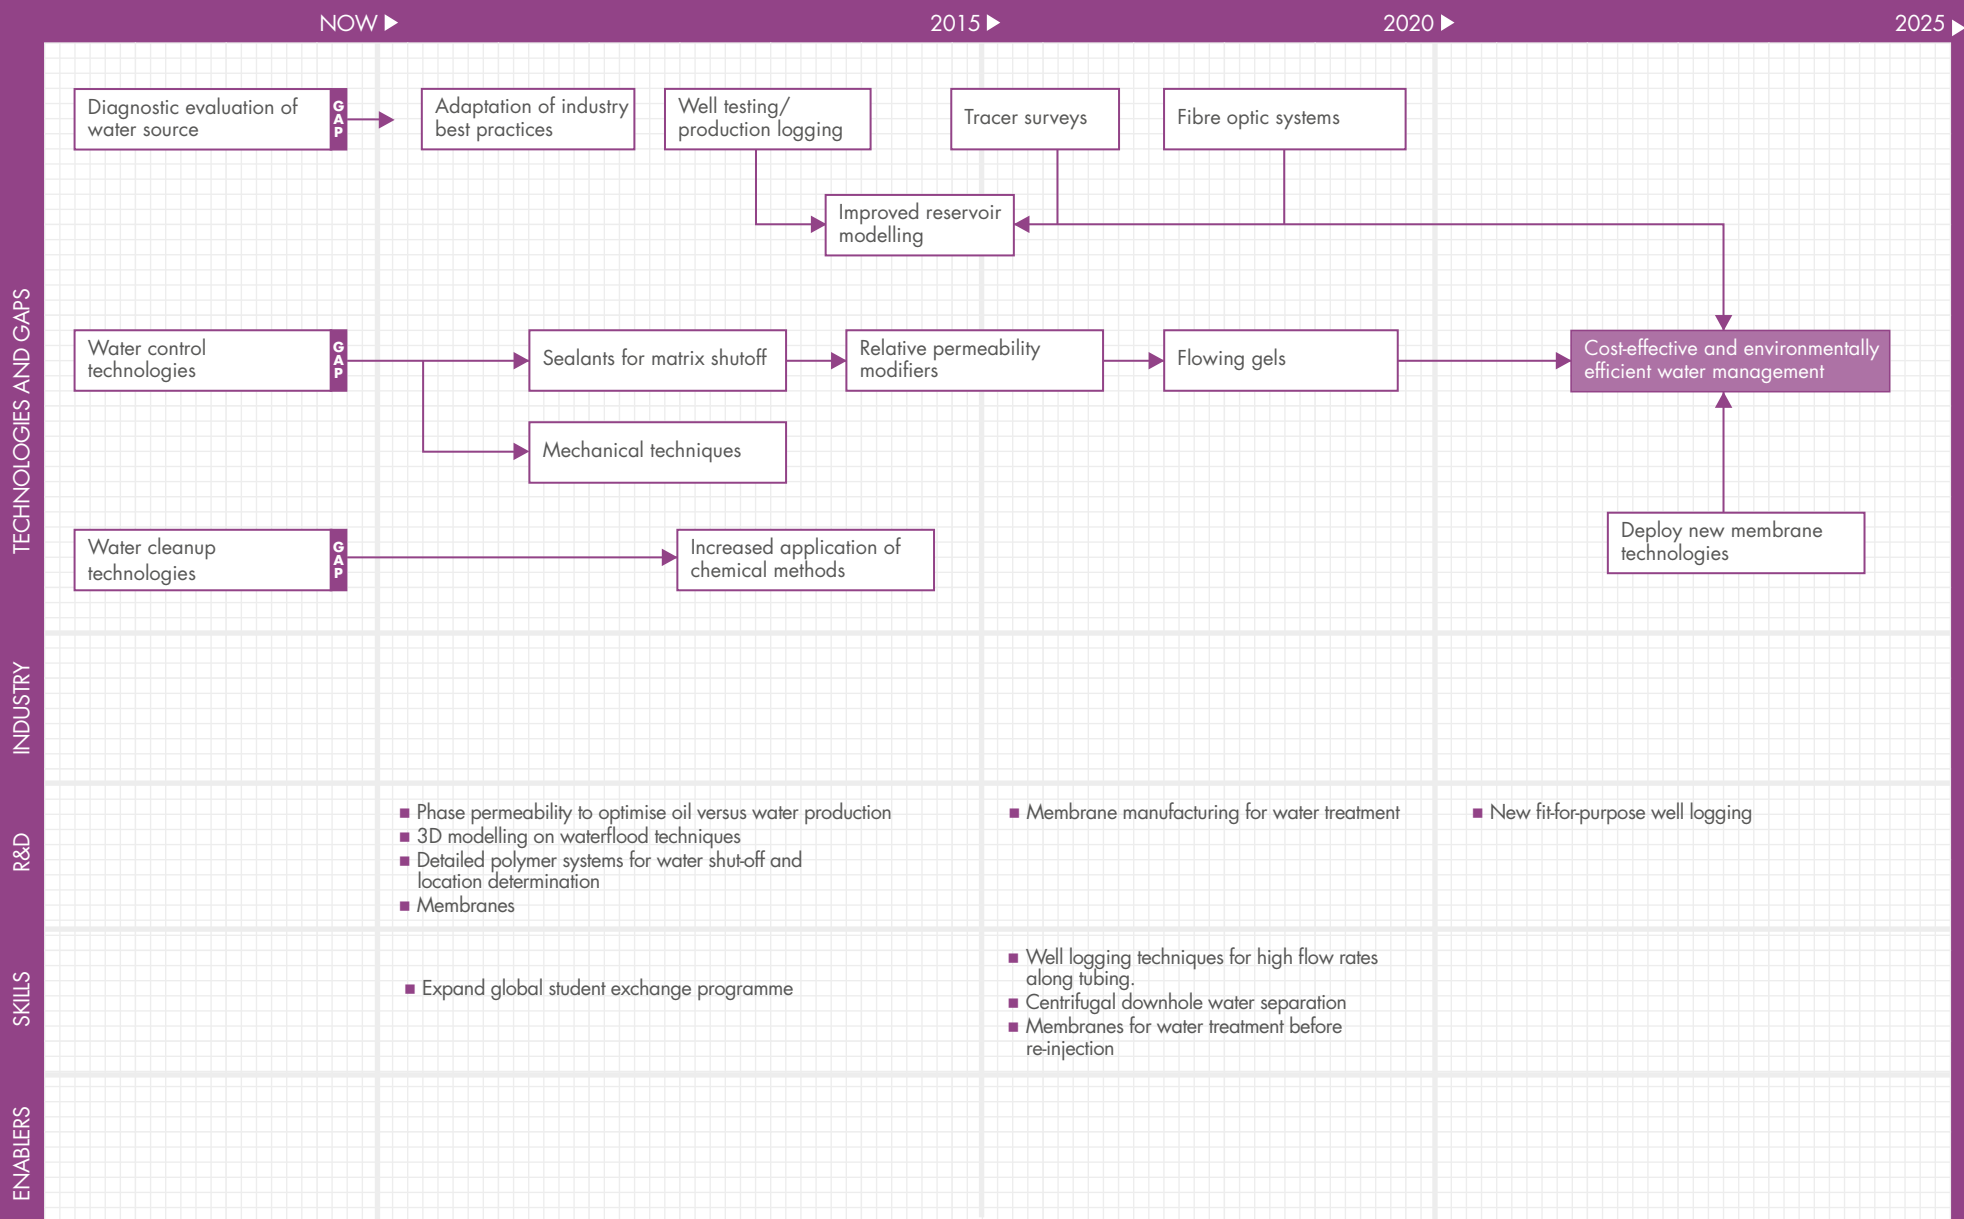 NOW
2015
2020
2025
TECHNOLOGIES AND GAPS
Diagnostic evaluation of
water source
GAP
Adaptation of industry
best practices
Well testing/
production logging
Tracer surveys
Fibre optic systems
Improved reservoir
modelling
Water control
technologies
GAP
Sealants for matrix shutoff
Relative permeability
modifiers
Flowing gels
Cost-effective and environmentally
efficient water management
Mechanical techniques
Water cleanup
technologies
GAP
Increased application of
chemical methods
Deploy new membrane
technologies
INDUSTRY
R&D
Phase permeability to optimise oil versus water production
3D modelling on waterflood techniques
Detailed polymer systems for water shut-off and
location determination
Membranes
Membrane manufacturing for water treatment
New fit-for-purpose well logging
SKILLS
Expand global student exchange programme
Well logging techniques for high flow rates
along tubing.
Centrifugal downhole water separation
Membranes for water treatment before
re-injection
ENABLERS